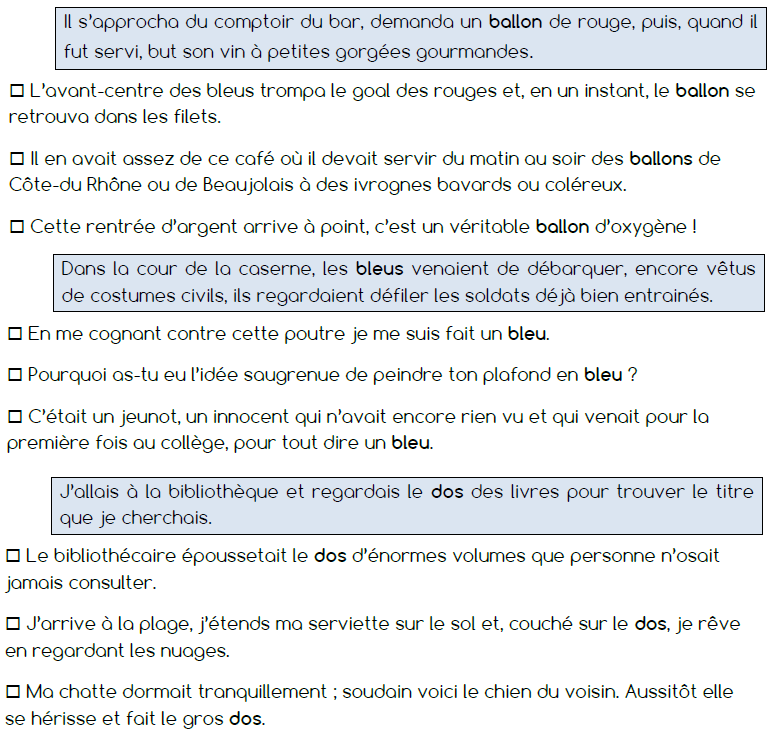 Il s'approcha du comptoir du bar, demanda un ballon de rouge, puis, quand il
fut servi, but son vin à petites gorgées gourmandes.
□ L'avant-centre des bleus trompa le goal des rouges et, en un instant, le ballon se
retrouva dans les filets.
□ Il en avait assez de ce café où il devait servir du matin au soir des ballons de
Côte-du Rhône ou de Beaujolais à des ivrognes bavards ou coléreux.
□ Cette rentrée d'argent arrive à point, c'est un véritable ballon d'oxygène !
Dans la cour de la caserne, les bleus venaient de débarquer, encore vêtus
de costumes civils, ils regardaient défiler les soldats déjà bien entrainés.
□ En me cognant contre cette poutre je me suis fait un bleu.
□ Pourquoi as-tu eu l'idée saugrenue de peindre ton plafond en bleu ?
□ C'était un jeunot, un innocent qui n'avait encore rien vu et qui venait pour la
première fois au collège, pour tout dire un bleu.
J'allais à la bibliothèque et regardais le dos des livres pour trouver le titre
que je cherchais.
□ Le bibliothécaire époussetait le dos d'énormes volumes que personne n'osait
jamais consulter.
□ J'arrive à la plage, j'étends ma serviette sur le sol et, couché sur le dos, je rêve
en regardant les nuages.
□ Ma chatte dormait tranquillement ; soudain voici le chien du voisin. Aussitôt elle
se hérisse et fait le gros dos.